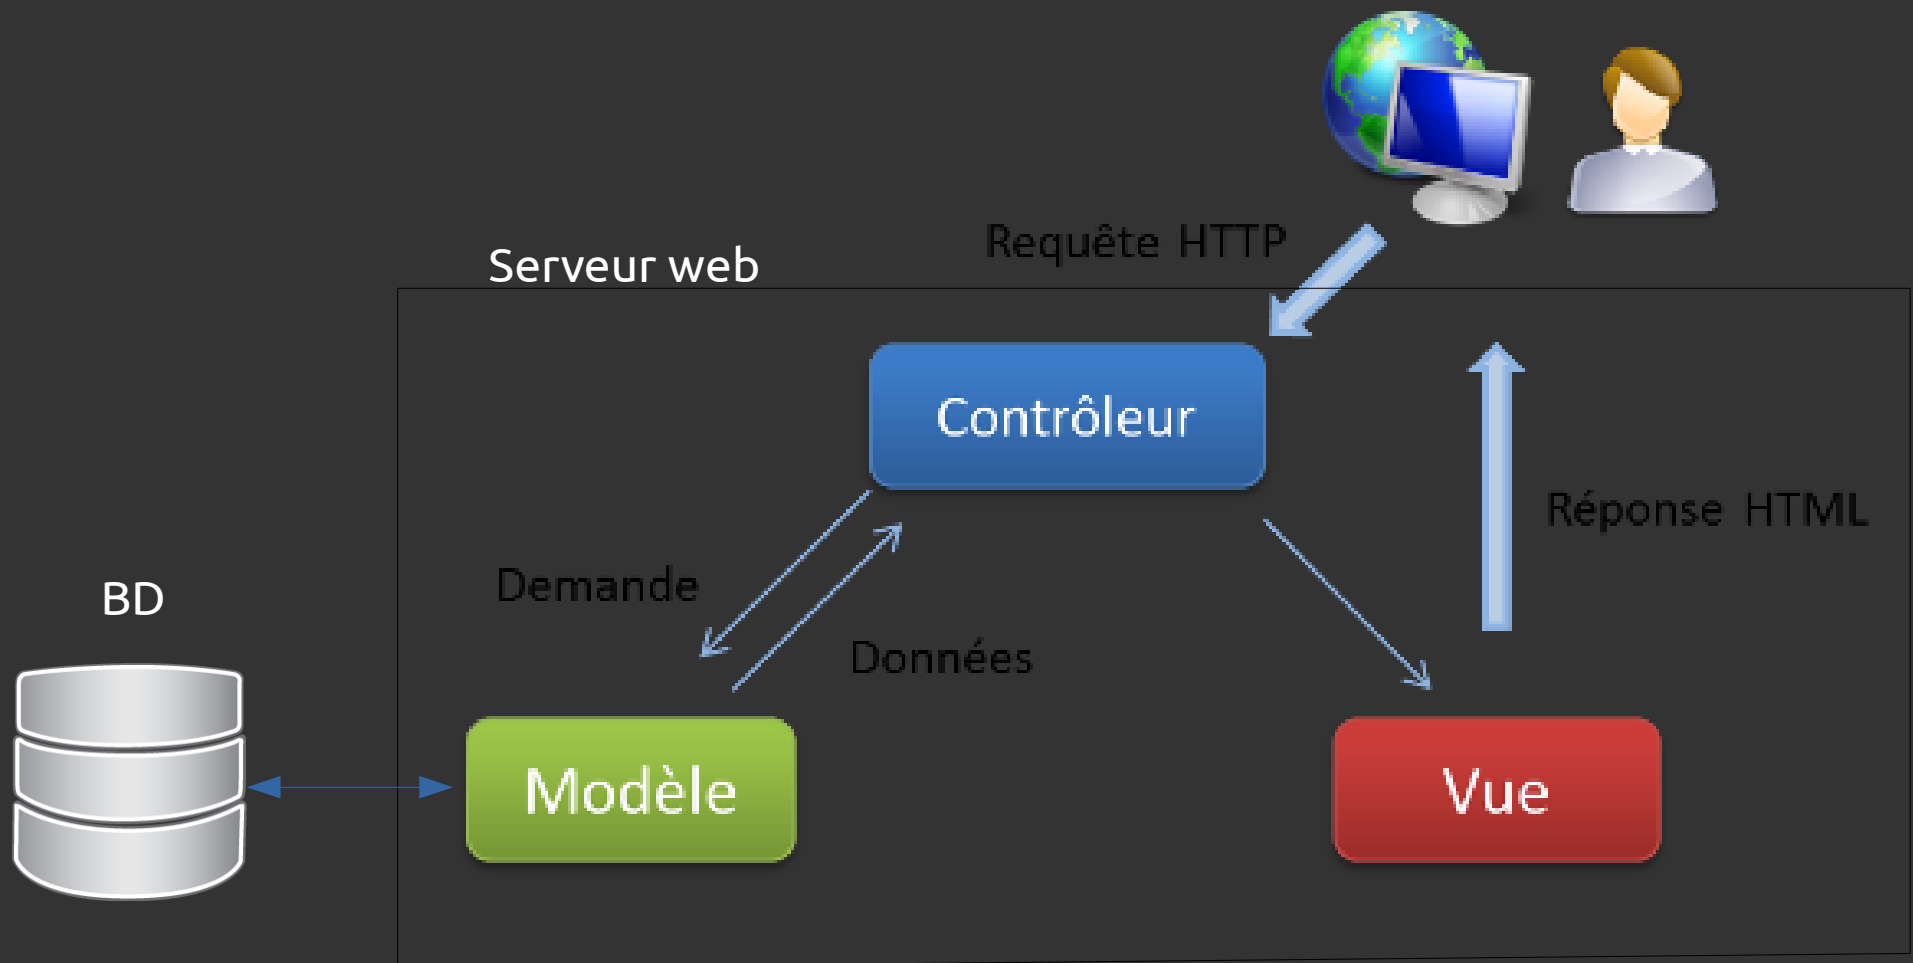 Requête HTTP
Serveur web
Contrôleur
Réponse HTML
Demande
BD
Données
Modèle
Vue